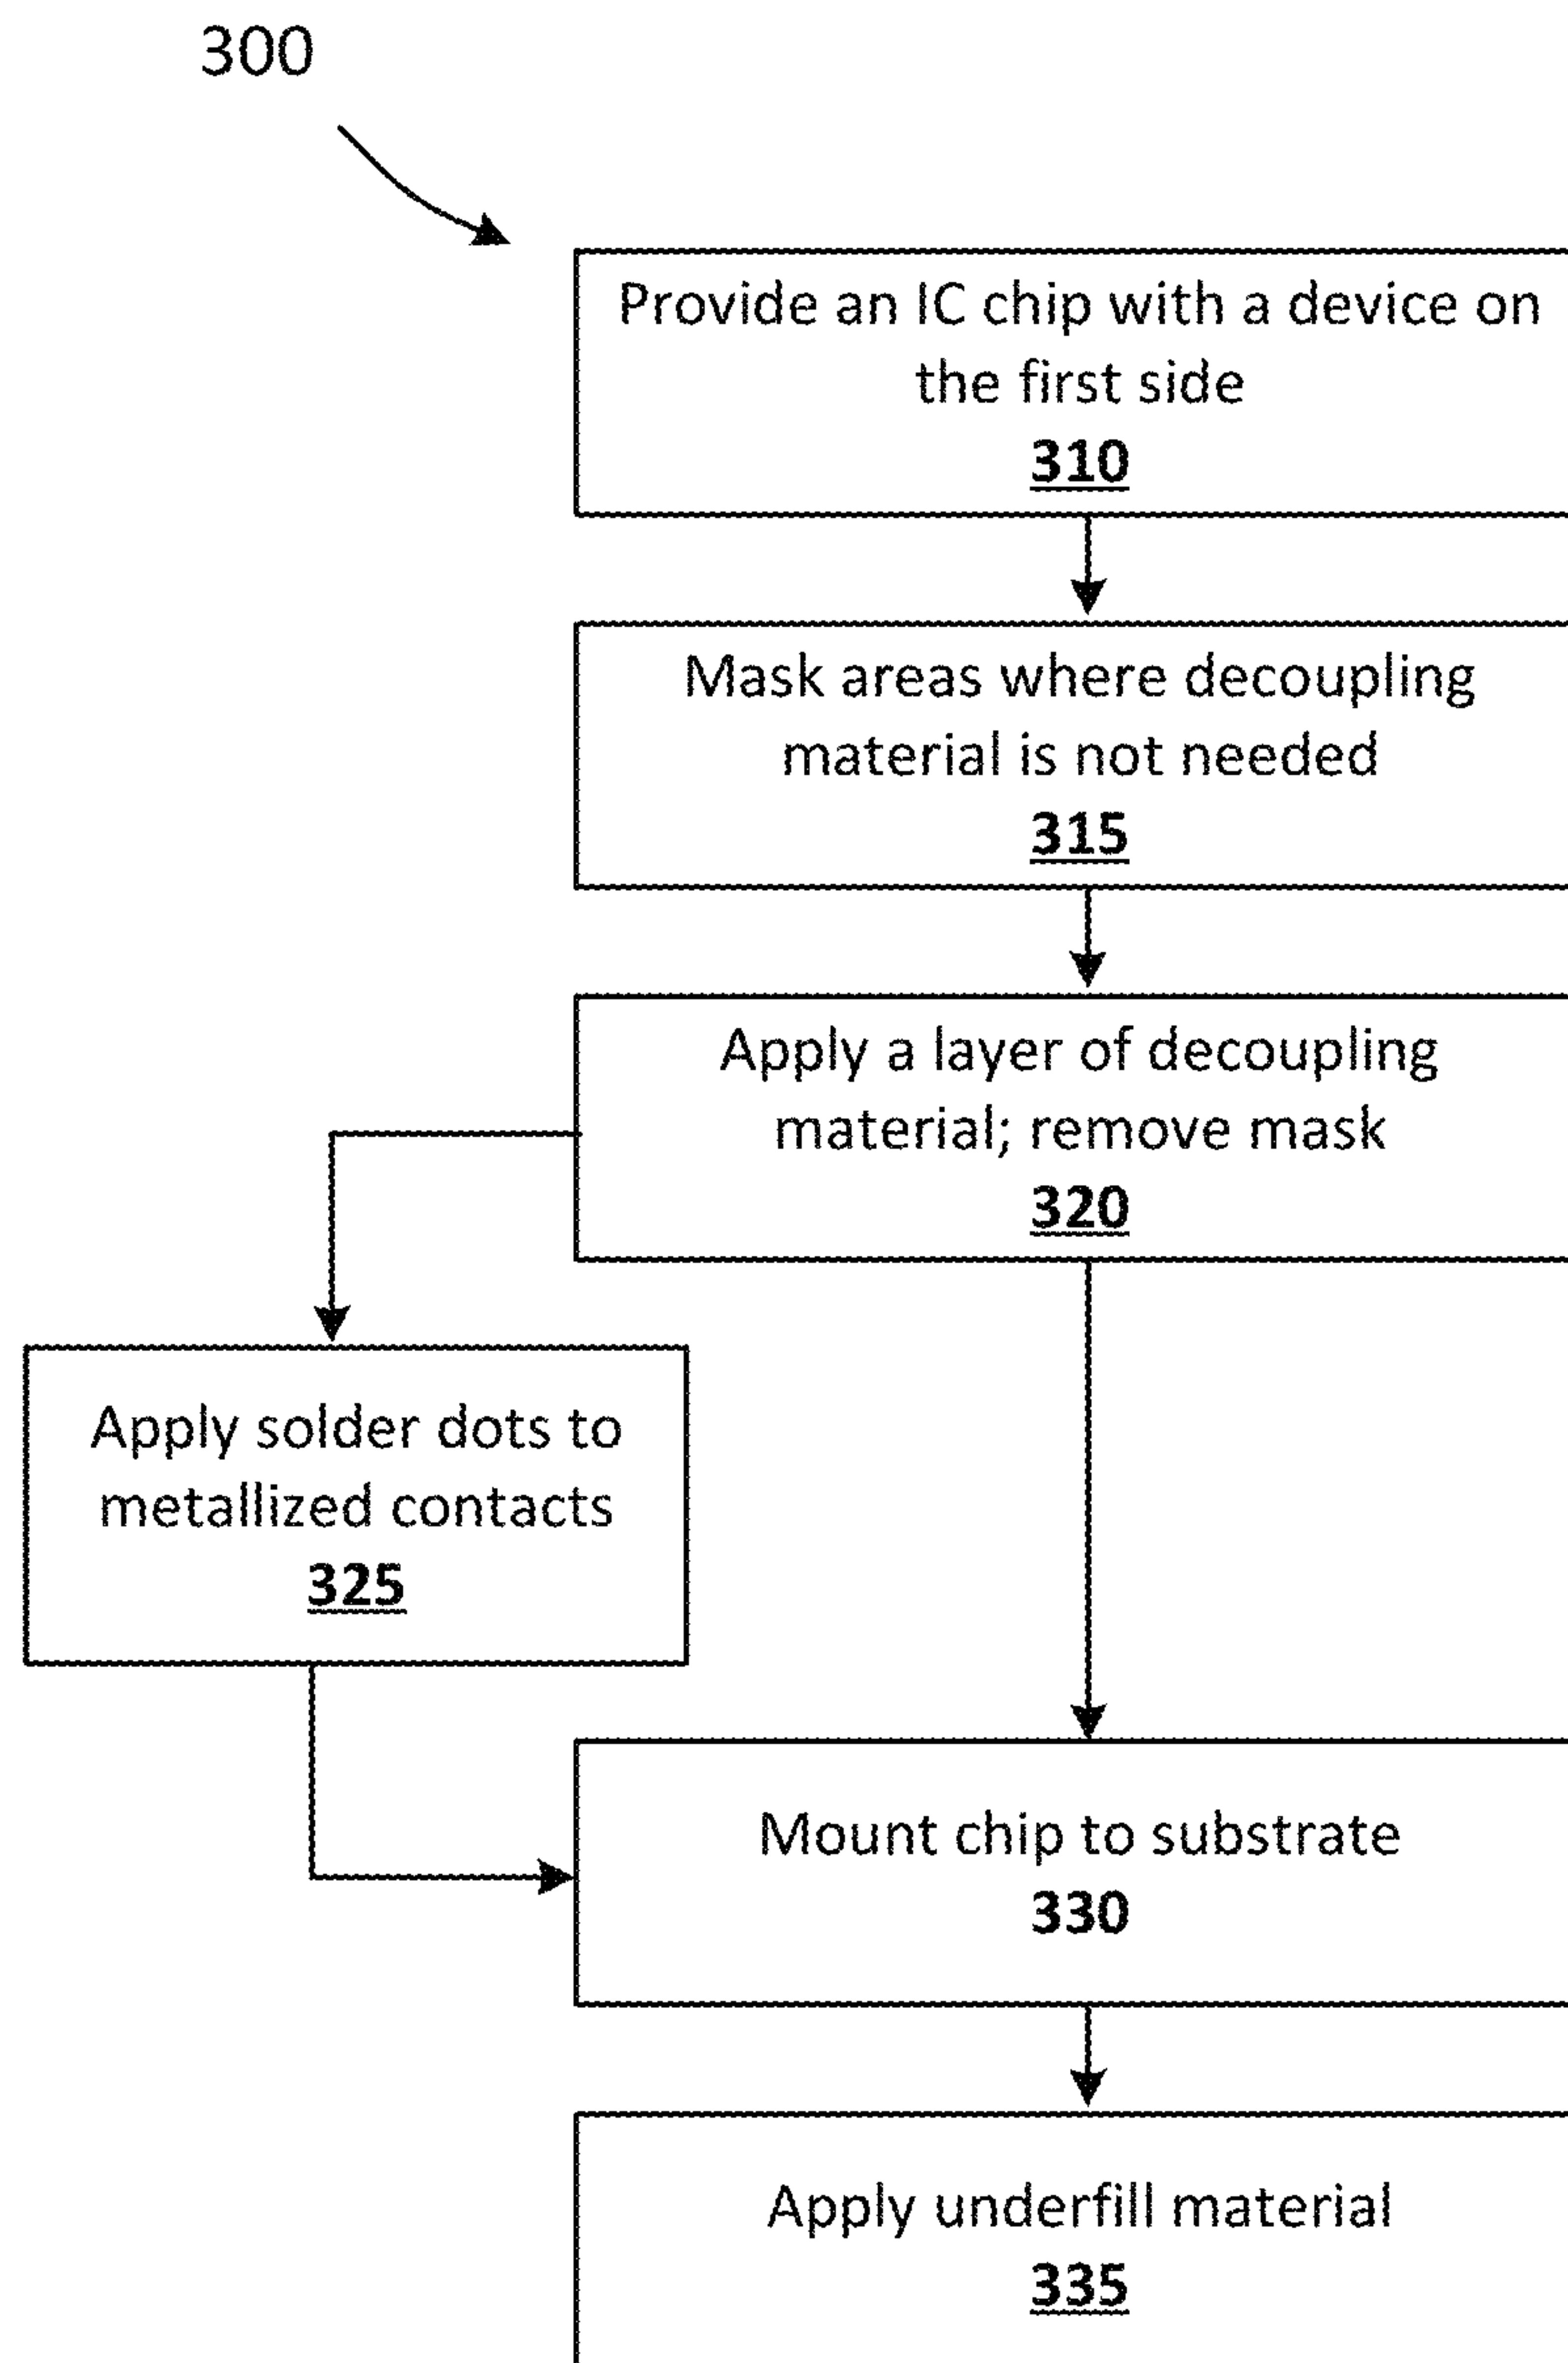 300
Provide an IC chip with a device on
the first side
310
Mask areas where decoupling
material is not needed
315
Apply a layer of decoupling
material; remove mask
320
Apply solder dots to
metallized contacts
325
Mount chip to substrate
330
Apply underfill material
335